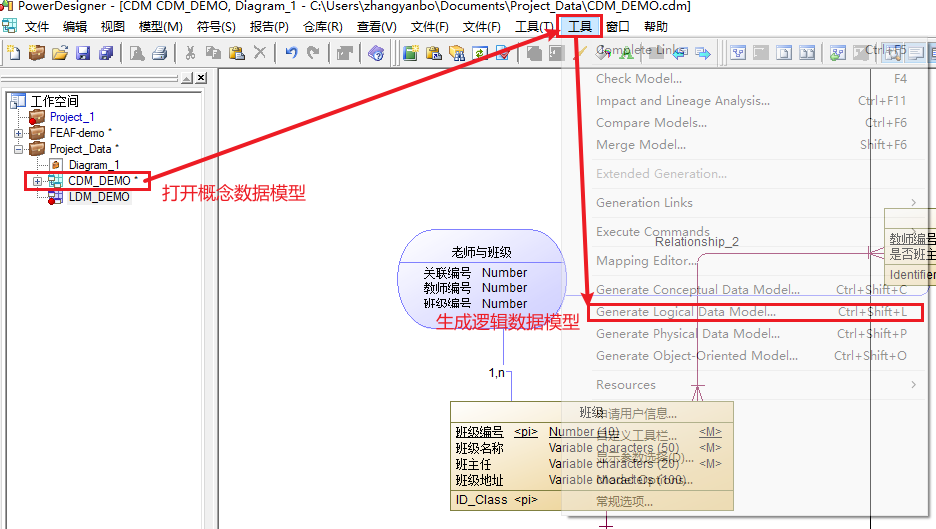 PowerDesigner - [CDM CDM_DEMO, Diagram_1 - C:\Users\zhangyanbo\Documents\Project_Data\CDM_DEMO.cdm]
文件 编辑 视图 模型(M) 符号(S) 报告(P) 仓库(R) 查看(V) 文件(F) 文件(F) 工具(T) 工具 窗口 帮助
工作空间
Project_1
FEAF-demo *
Project_Data *
Diagram_1
CDM_DEMO *
LDM_DEMO
打开概念数据模型
Complete Links Ctrl+F5
Check Model... F4
Impact and Lineage Analysis... Ctrl+F11
Compare Models... Ctrl+F6
Merge Model... Shift+F6
Extended Generation...
Generation Links
Execute Commands
Mapping Editor...
Generate Conceptual Data Model... Ctrl+Shift+C
Generate Logical Data Model... Ctrl+Shift+L
Generate Physical Data Model... Ctrl+Shift+P
Generate Object-Oriented Model... Ctrl+Shift+O
Resources
申请用户信息...
自定义工具栏...
显示参数选择(D)...
Model Options...
常规选项...
Relationship_2
教师编号
是否班主
Identifier
老师与班级
关联编号 Number
教师编号 Number
班级编号 Number
生成逻辑数据模型
1,n
班级
班级编号 <pi> Number (10) <M>
班级名称 Variable characters (50) <M>
班主任 Variable characters (20) <M>
班级地址 Variable characters (100)
ID_Class <pi>